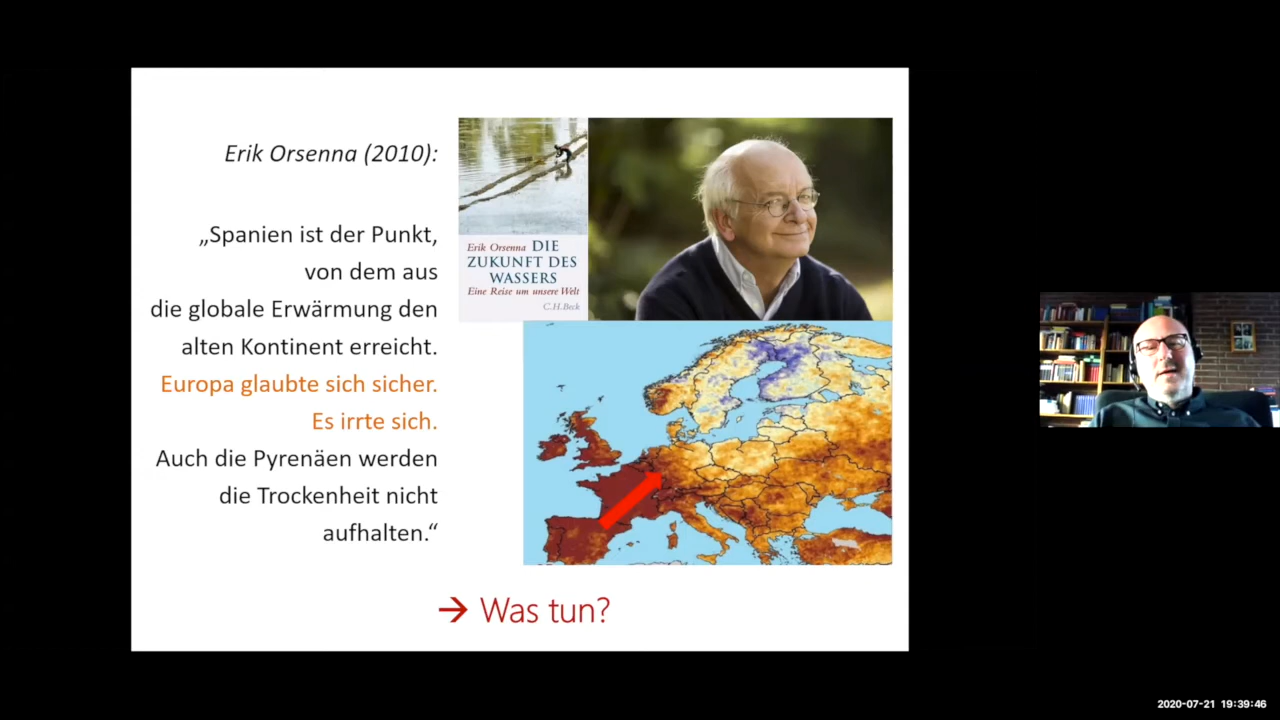 Erik Orsenna (2010):
„Spanien ist der Punkt,
von dem aus
die globale Erwärmung den
alten Kontinent erreicht.
Europa glaubte sich sicher.
Es irrte sich.
Auch die Pyrenäen werden
die Trockenheit nicht
aufhalten.“
Erik Orsenna DIE
ZUKUNFT DES
WASSERS
Eine Reise um unsere Welt
C.H.Beck
→ Was tun?
2020-07-21 19:39:46